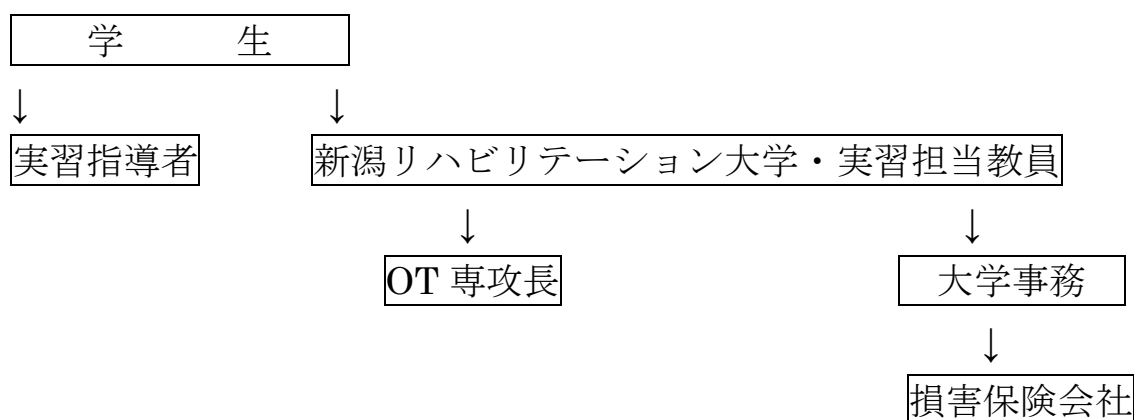 学　　　生
↓　　　　↓
実習指導者　新潟リハビリテーション大学・実習担当教員
↓　　　　↓
OT 専攻長　大学事務
↓
損害保険会社